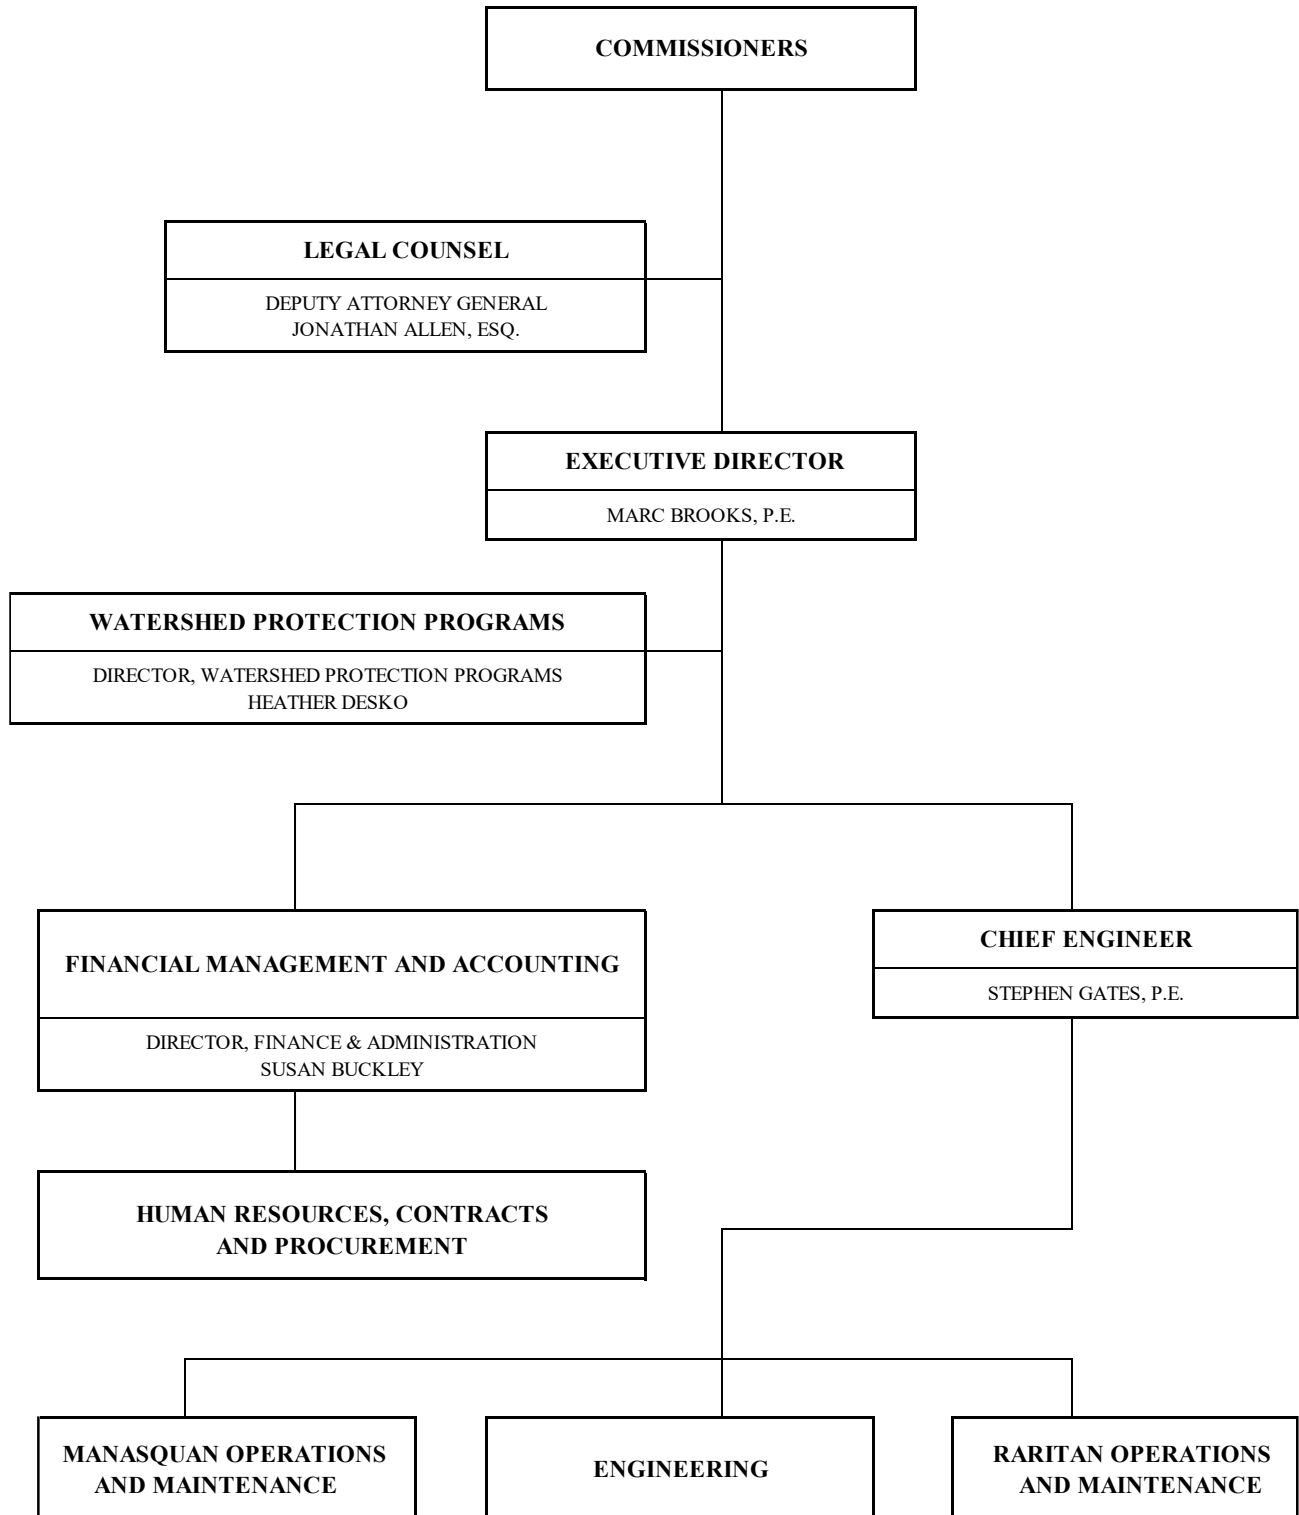 COMMISSIONERS
LEGAL COUNSEL
DEPUTY ATTORNEY GENERAL
JONATHAN ALLEN, ESQ.
EXECUTIVE DIRECTOR
MARC BROOKS, P.E.
WATERSHED PROTECTION PROGRAMS
DIRECTOR, WATERSHED PROTECTION PROGRAMS
HEATHER DESKO
FINANCIAL MANAGEMENT AND ACCOUNTING
DIRECTOR, FINANCE & ADMINISTRATION
SUSAN BUCKLEY
CHIEF ENGINEER
STEPHEN GATES, P.E.
HUMAN RESOURCES, CONTRACTS
AND PROCUREMENT
MANASQUAN OPERATIONS
AND MAINTENANCE
ENGINEERING
RARITAN OPERATIONS
AND MAINTENANCE